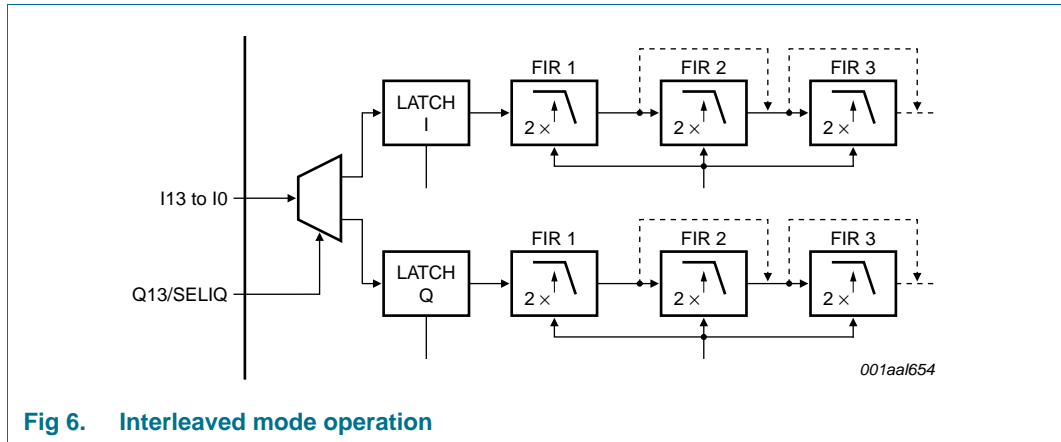 FIR 1
FIR 2
FIR 3
LATCH
I
2 ×
2 ×
2 ×
I13 to I0
FIR 1
FIR 2
FIR 3
LATCH
Q
2 ×
2 ×
2 ×
Q13/SELIQ
001aal654
Fig 6. Interleaved mode operation